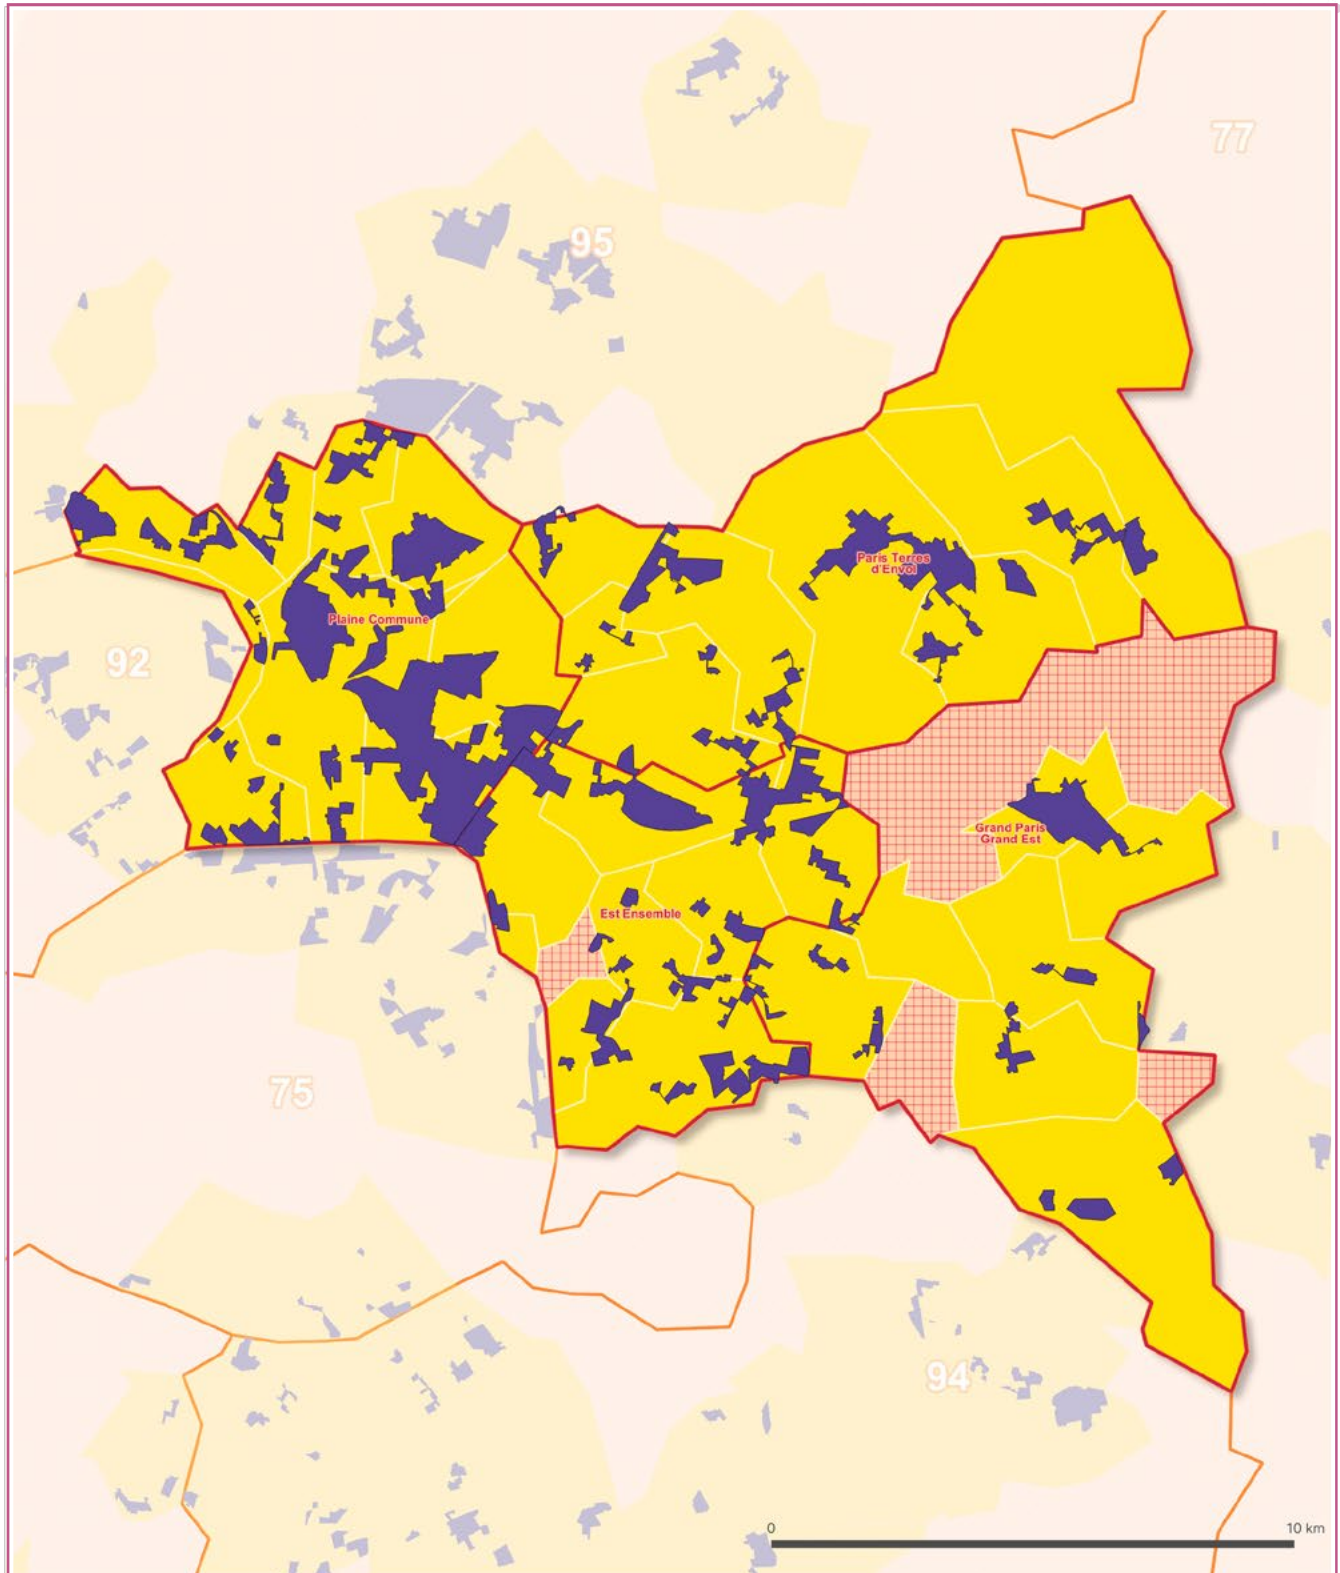 77
95
Paris Terres
d'Envol
Plaine Commune
92
Grand Paris
Grand Est
Est Ensemble
75
94
0
10 km